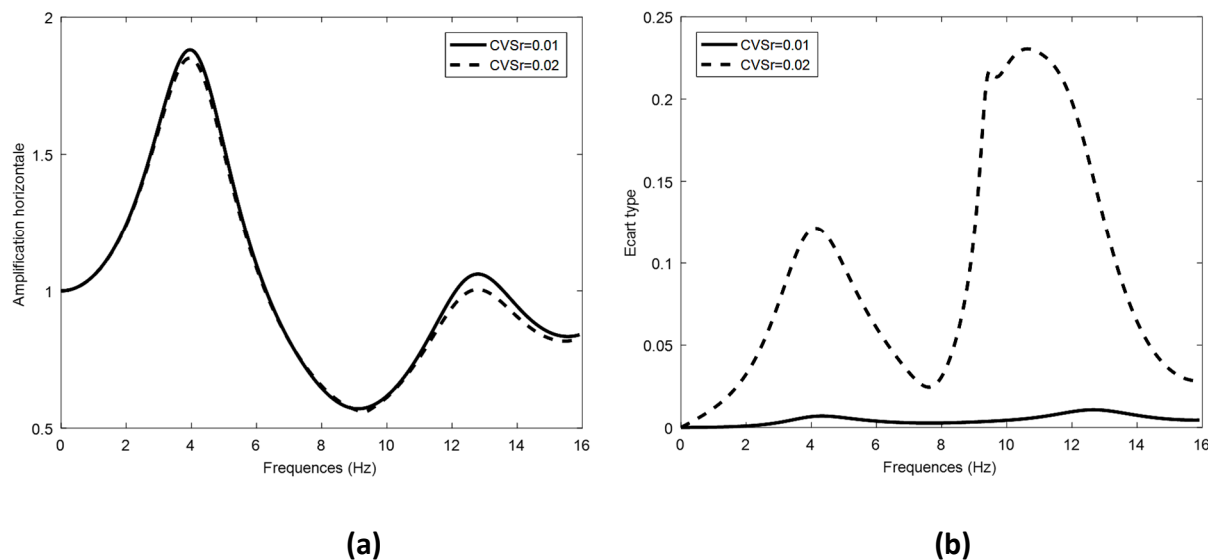 2
1.5
1
0.5
0 2 4 6 8 10 12 14 16
Amplification horizontale
Frequences (Hz)
CVSr=0.01
CVSr=0.02
(a)
0.25
0.2
0.15
0.1
0.05
0
0 2 4 6 8 10 12 14 16
Ecart type
Frequences (Hz)
CVSr=0.01
CVSr=0.02
(b)